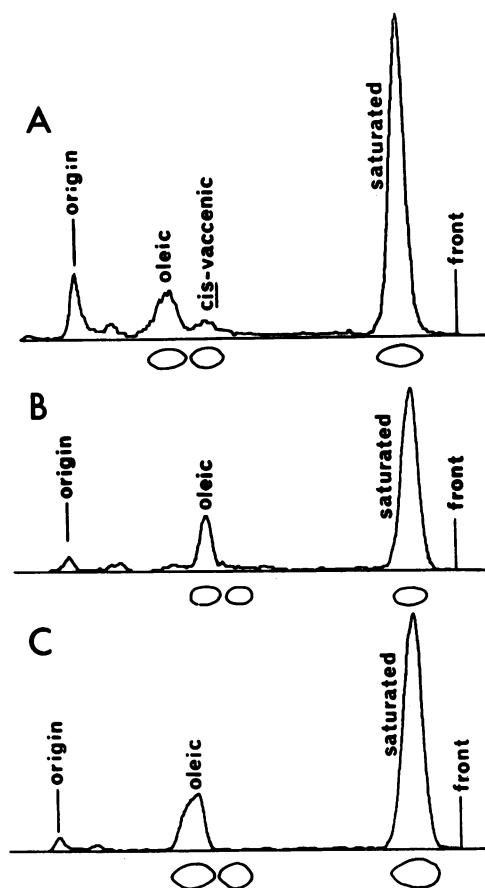 A
origin
oleic
cis-vaccenic
saturated
front
B
origin
oleic
saturated
front
C
origin
oleic
saturated
front